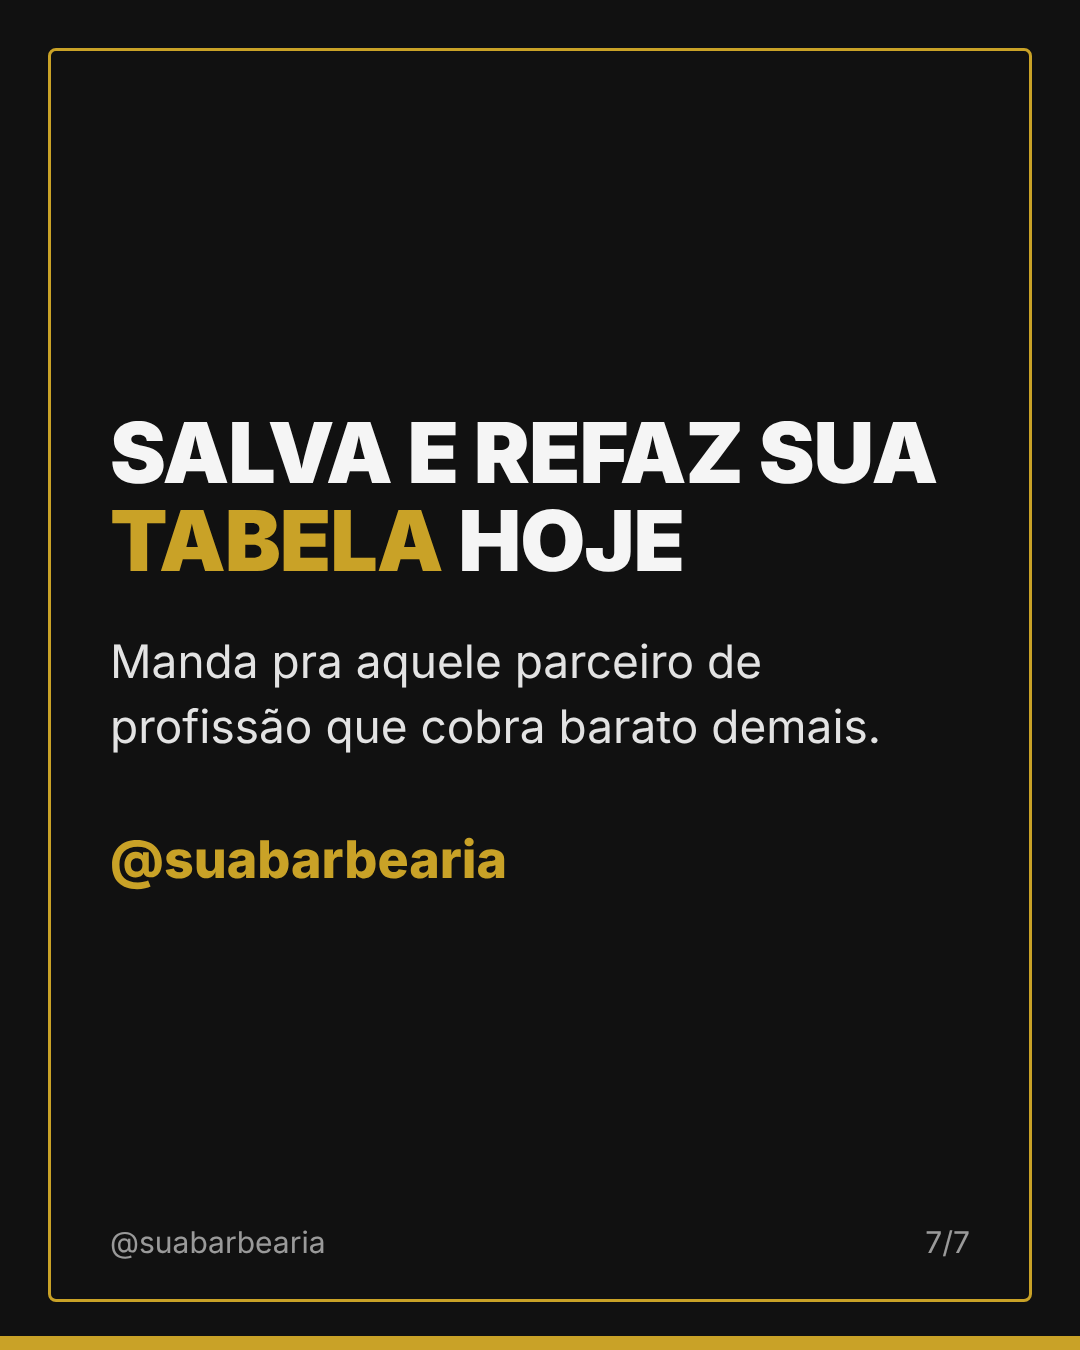 SALVA E REFAZ SUA
TABELA HOJE
Manda pra aquele parceiro de
profissão que cobra barato demais.
@suabarbearia
@suabarbearia
7/7